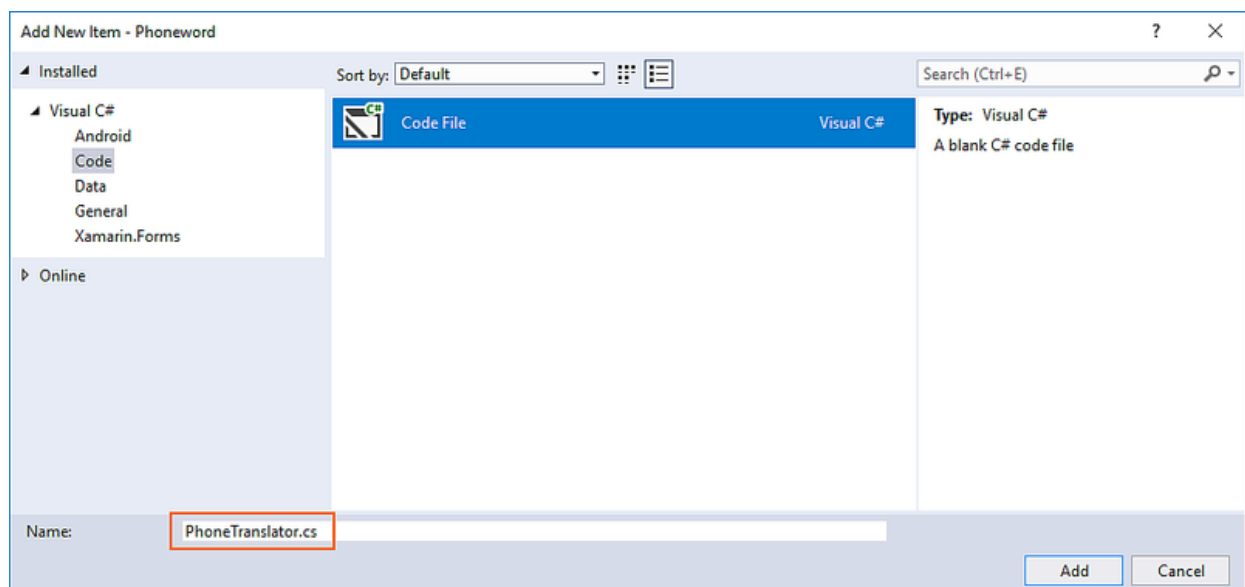 Add New Item - Phoneword
?
Installed
Sort by: Default
Search (Ctrl+E)
Visual C#
Android
Code
Data
General
Xamarin.Forms
Online
C#
Code File Visual C#
Type: Visual C#
A blank C# code file
Name: PhoneTranslator.cs
Add Cancel